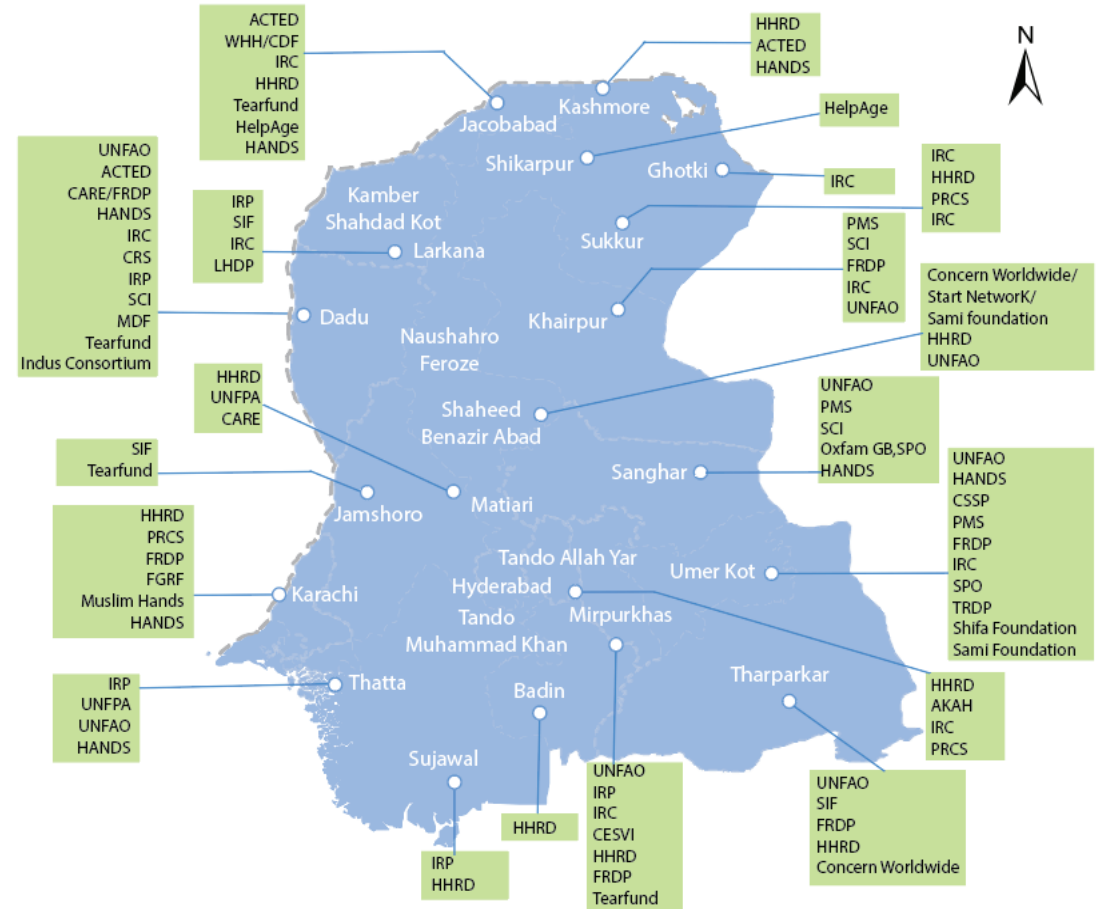 ACTED
WHH/CDF
IRC
HHRD
Tearfund
HelpAge
HANDS
HHRD
ACTED
HANDS
N
Kashmore
Jacobabad
HelpAge
Shikarpur
Ghotki
IRC
IRC
HHRD
PRCS
IRC
UNFAO
ACTED
CARE/FRDP
HANDS
IRC
CRS
IRP
SCI
MDF
Tearfund
Indus Consortium
IRP
SIF
IRC
LHDP
Kamber
Shahdad Kot
Larkana
Sukkur
PMS
SCI
FRDP
IRC
UNFAO
Concern Worldwide/
Start NetworK/
Sami foundation
HHRD
UNFAO
Dadu
Khairpur
Naushahro
Feroze
HHRD
UNFPA
CARE
Shaheed
Benazir Abad
UNFAO
PMS
SCI
Oxfam GB,SPO
HANDS
SIF
Tearfund
Sanghar
UNFAO
HANDS
CSSP
PMS
FRDP
IRC
SPO
TRDP
Shifa Foundation
Sami Foundation
Jamshoro
Matiari
HHRD
PRCS
FRDP
FGRF
Muslim Hands
HANDS
Karachi
Tando Allah Yar
Hyderabad
Umer Kot
Mirpurkhas
Tando
Muhammad Khan
IRP
UNFPA
UNFAO
HANDS
Thatta
Badin
Tharparkar
HHRD
AKAH
IRC
PRCS
Sujawal
UNFAO
IRP
IRC
CESVI
HHRD
FRDP
Tearfund
UNFAO
SIF
FRDP
HHRD
Concern Worldwide
HHRD
IRP
HHRD